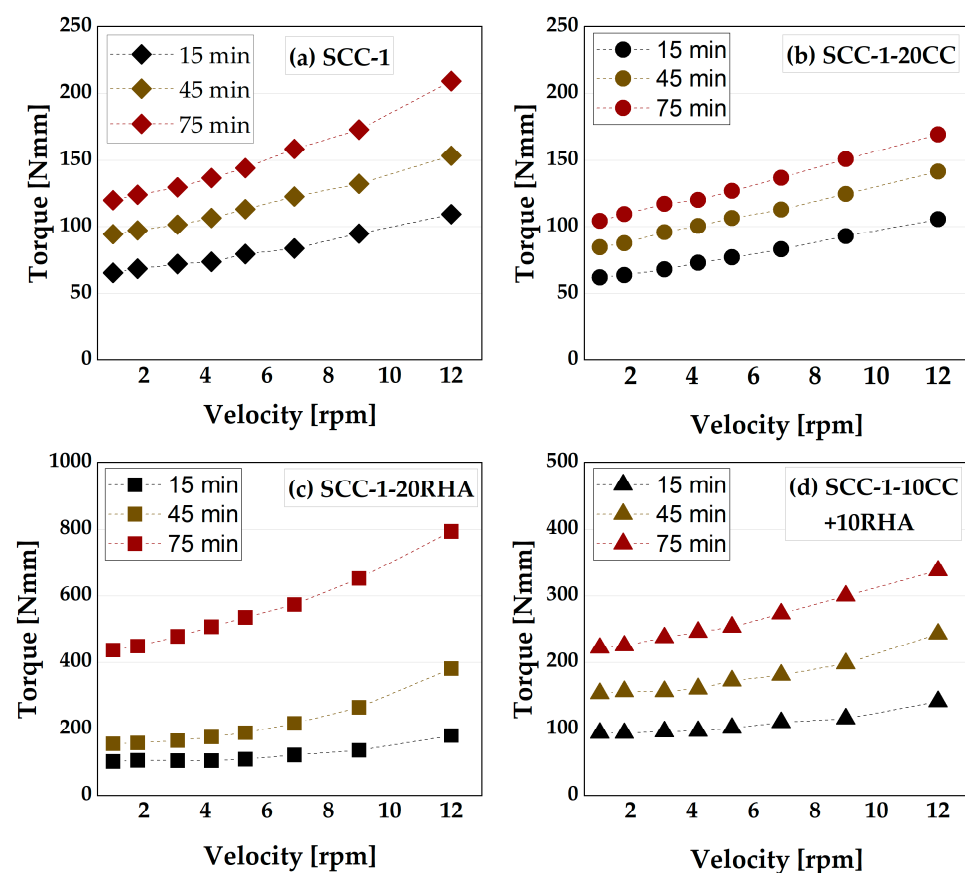 (a) SCC-1
15 min
45 min
75 min
250
200
150
100
50
0
2 4 6 8 10 12
Torque [Nmm]
Velocity [rpm]
(b) SCC-1-20CC
15 min
45 min
75 min
250
200
150
100
50
0
2 4 6 8 10 12
Torque [Nmm]
Velocity [rpm]
(c) SCC-1-20RHA
15 min
45 min
75 min
1000
800
600
400
200
0
2 4 6 8 10 12
Torque [Nmm]
Velocity [rpm]
(d) SCC-1-10CC
+10RHA
15 min
45 min
75 min
500
400
300
200
100
0
2 4 6 8 10 12
Torque [Nmm]
Velocity [rpm]